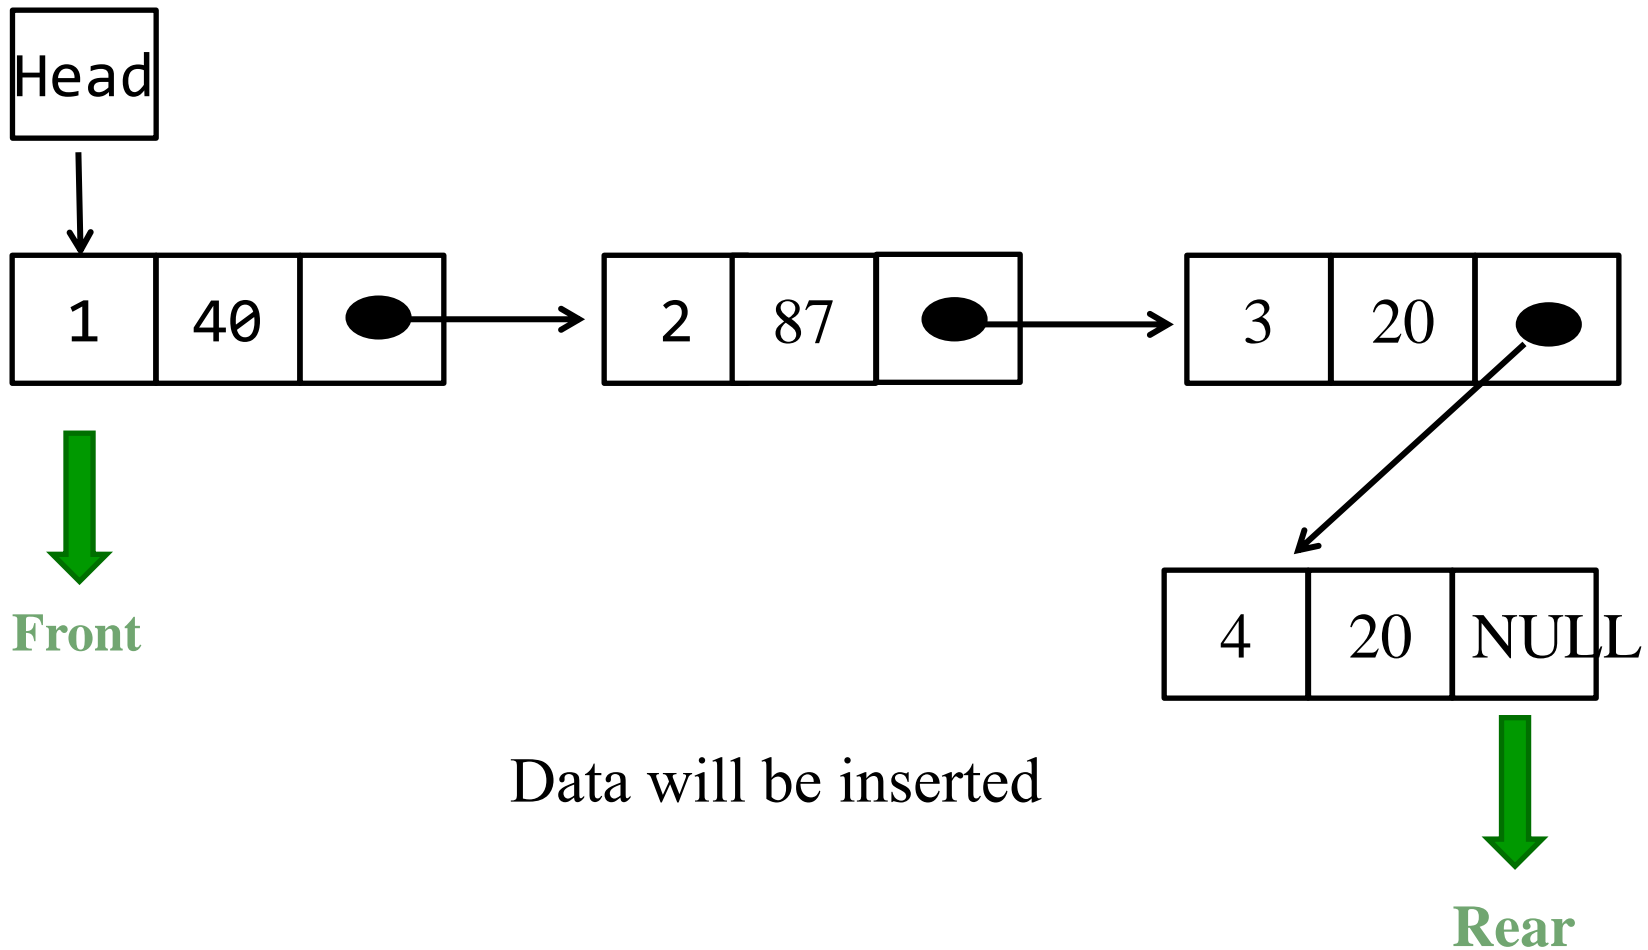 Head
1 40
2 87
3 20
Front
4 20 NULL
Data will be inserted
Rear